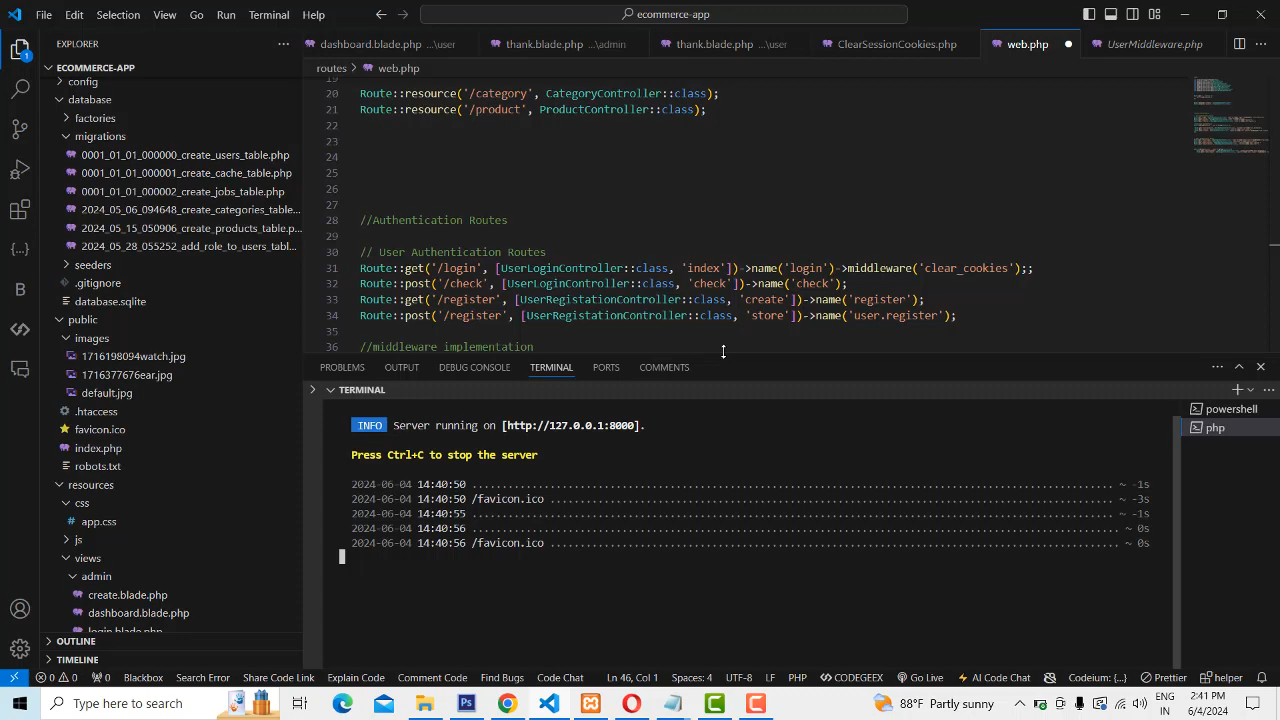 File Edit Selection View Go Run Terminal Help
ecommerce-app
EXPLORER
dashboard.blade.php ...\user
thank.blade.php ...\admin
thank.blade.php ...\user
ClearSessionCookies.php
web.php
UserMiddleware.php
ECOMMERCE-APP
routes > web.php
config
database
factories
migrations
0001_01_01_000000_create_users_table.php
0001_01_01_000001_create_cache_table.php
0001_01_01_000002_create_jobs_table.php
2024_05_06_094648_create_categories_table...
2024_05_15_050906_create_products_table.p...
2024_05_28_055252_add_role_to_users_tabl...
seeders
.gitignore
database.sqlite
public
images
1716198094watch.jpg
1716377676ear.jpg
default.jpg
.htaccess
favicon.ico
index.php
robots.txt
resources
css
app.css
js
views
admin
create.blade.php
dashboard.blade.php
login.blade.php
OUTLINE
TIMELINE
19
20 Route::resource('/category', CategoryController::class);
21 Route::resource('/product', ProductController::class);
22
23
24
25
26
27
28 //Authentication Routes
29
30 // User Authentication Routes
31 Route::get('/login', [UserLoginController::class, 'index'])->name('login')->middleware('clear_cookies');;
32 Route::post('/check', [UserLoginController::class, 'check'])->name('check');
33 Route::get('/register', [UserRegistationController::class, 'create'])->name('register');
34 Route::post('/register', [UserRegistationController::class, 'store'])->name('user.register');
35
36 //middleware implementation
PROBLEMS OUTPUT DEBUG CONSOLE TERMINAL PORTS COMMENTS
TERMINAL
powershell
php
INFO Server running on [http://127.0.0.1:8000].
Press Ctrl+C to stop the server
2024-06-04 14:40:50 ........ ~ -1s
2024-06-04 14:40:50 /favicon.ico ........ ~ -3s
2024-06-04 14:40:55 ........ ~ -1s
2024-06-04 14:40:56 ........ ~ 0s
2024-06-04 14:40:56 /favicon.ico ........ ~ 0s
0 0 0 Blackbox Search Error Share Code Link Explain Code Comment Code Find Bugs Code Chat Ln 46, Col 1 Spaces: 4 UTF-8 LF PHP CODEGEEX Go Live AI Code Chat Codeium: {...} Prettier
Type here to search
88°F Partly sunny
ENG
IN
2:41 PM
6/4/2024